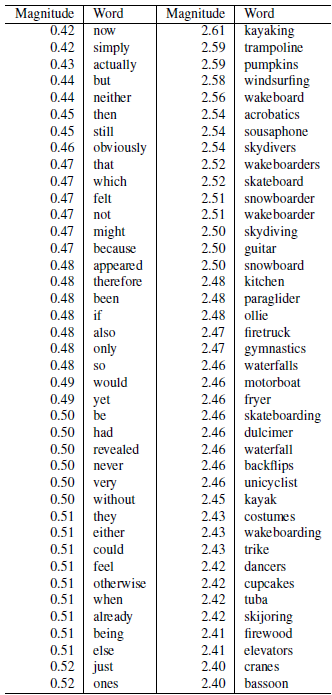 Magnitude Word Magnitude Word
0.42 now 2.61 kayaking
0.42 simply 2.59 trampoline
0.43 actually 2.59 pumpkins
0.44 but 2.58 windsurfing
0.44 neither 2.56 wakeboard
0.45 then 2.54 acrobatics
0.45 still 2.54 sousaphone
0.46 obviously 2.54 skydivers
0.47 that 2.52 wakeboarders
0.47 which 2.52 skateboard
0.47 felt 2.51 snowboarder
0.47 not 2.51 wakeboarder
0.47 might 2.50 skydiving
0.47 because 2.50 guitar
0.48 appeared 2.50 snowboard
0.48 therefore 2.48 kitchen
0.48 been 2.48 paraglider
0.48 if 2.48 ollie
0.48 also 2.47 firetruck
0.48 only 2.47 gymnastics
0.48 so 2.46 waterfalls
0.49 would 2.46 motorboat
0.49 yet 2.46 fryer
0.50 be 2.46 skateboarding
0.50 had 2.46 dulcimer
0.50 revealed 2.46 waterfall
0.50 never 2.46 backflips
0.50 very 2.46 unicyclist
0.50 without 2.45 kayak
0.51 they 2.43 costumes
0.51 either 2.43 wakeboarding
0.51 could 2.43 trike
0.51 feel 2.42 dancers
0.51 otherwise 2.42 cupcakes
0.51 when 2.42 tuba
0.51 already 2.42 skijoring
0.51 being 2.41 firewood
0.51 else 2.41 elevators
0.52 just 2.40 cranes
0.52 ones 2.40 bassoon